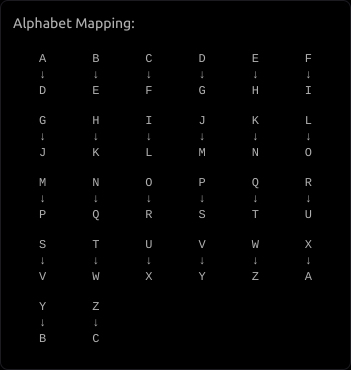 Alphabet Mapping:
A B C D E F
↓ ↓ ↓ ↓ ↓ ↓
D E F G H I
G H I J K L
↓ ↓ ↓ ↓ ↓ ↓
J K L M N O
M N O P Q R
↓ ↓ ↓ ↓ ↓ ↓
P Q R S T U
S T U V W X
↓ ↓ ↓ ↓ ↓ ↓
V W X Y Z A
Y Z
↓ ↓
B C